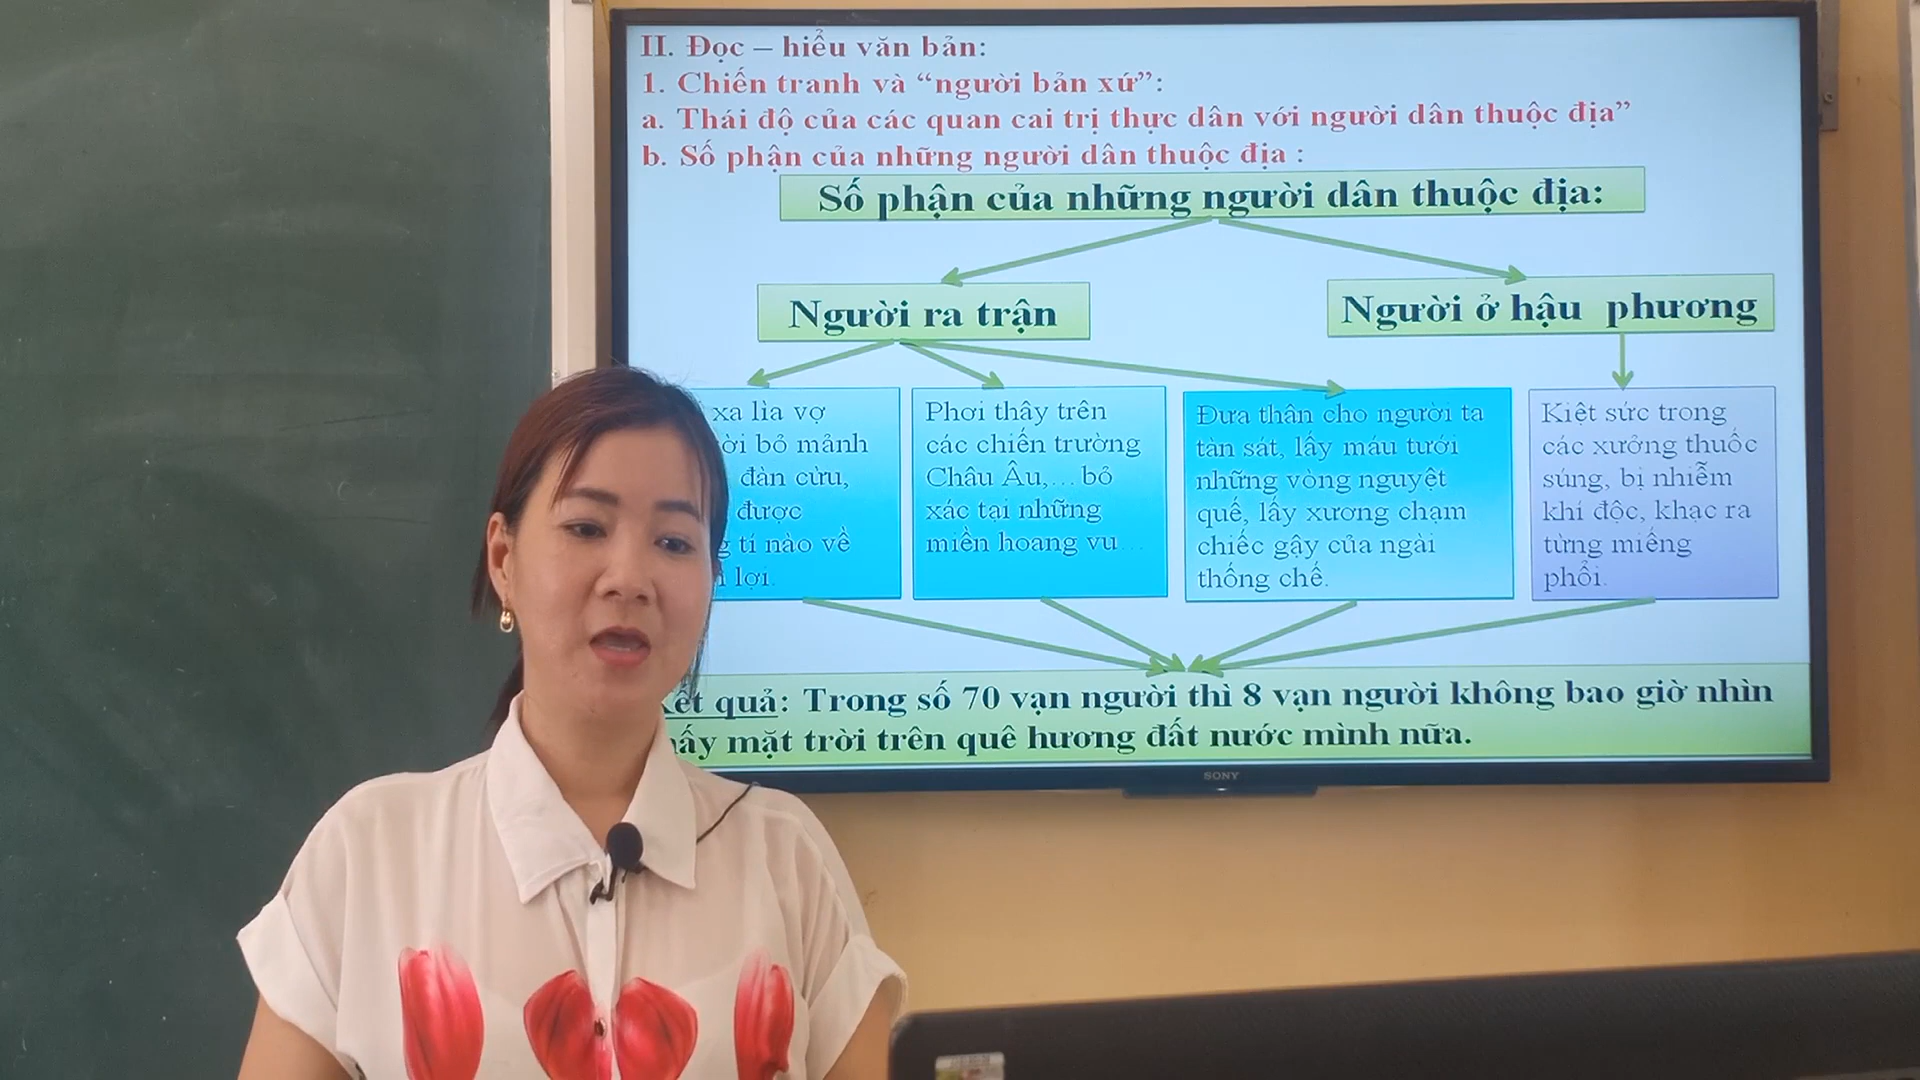 II. Đọc – hiểu văn bản:
1. Chiến tranh và “người bản xứ”:
a. Thái độ của các quan cai trị thực dân với người dân thuộc địa”
b. Số phận của những người dân thuộc địa :
Số phận của những người dân thuộc địa:
Người ra trận
Người ở hậu phương
xa lìa vợ
bỏ mảnh
đàn cừu,
được
tí nào về
lợi.
Phơi thây trên
các chiến trường
Châu Âu,... bỏ
xác tại những
miền hoang vu...
Đưa thân cho người ta
tàn sát, lấy máu tưới
những vòng nguyệt
quế, lấy xương chạm
chiếc gậy của ngài
thống chế.
Kiệt sức trong
các xưởng thuốc
súng, bị nhiễm
khí độc, khạc ra
từng miếng
phổi.
quả: Trong số 70 vạn người thì 8 vạn người không bao giờ nhìn
mặt trời trên quê hương đất nước mình nữa.
SONY